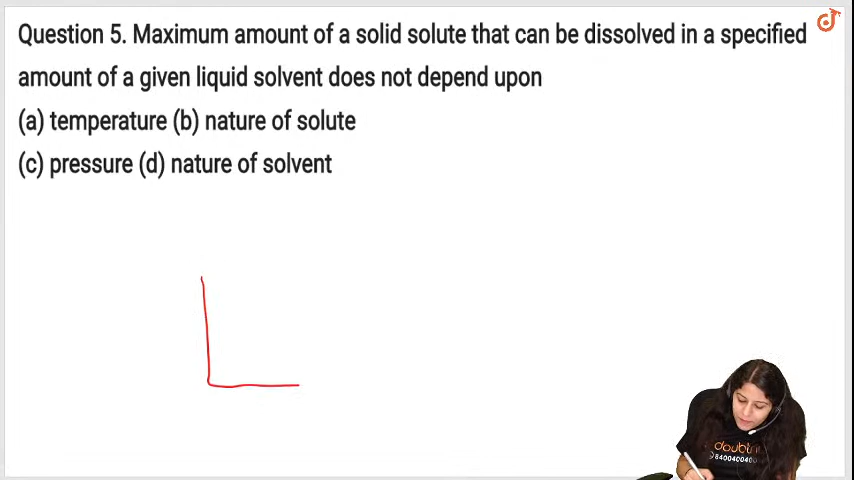 Question 5. Maximum amount of a solid solute that can be dissolved in a specified
amount of a given liquid solvent does not depend upon
(a) temperature (b) nature of solute
(c) pressure (d) nature of solvent
doubtnut
8400400400